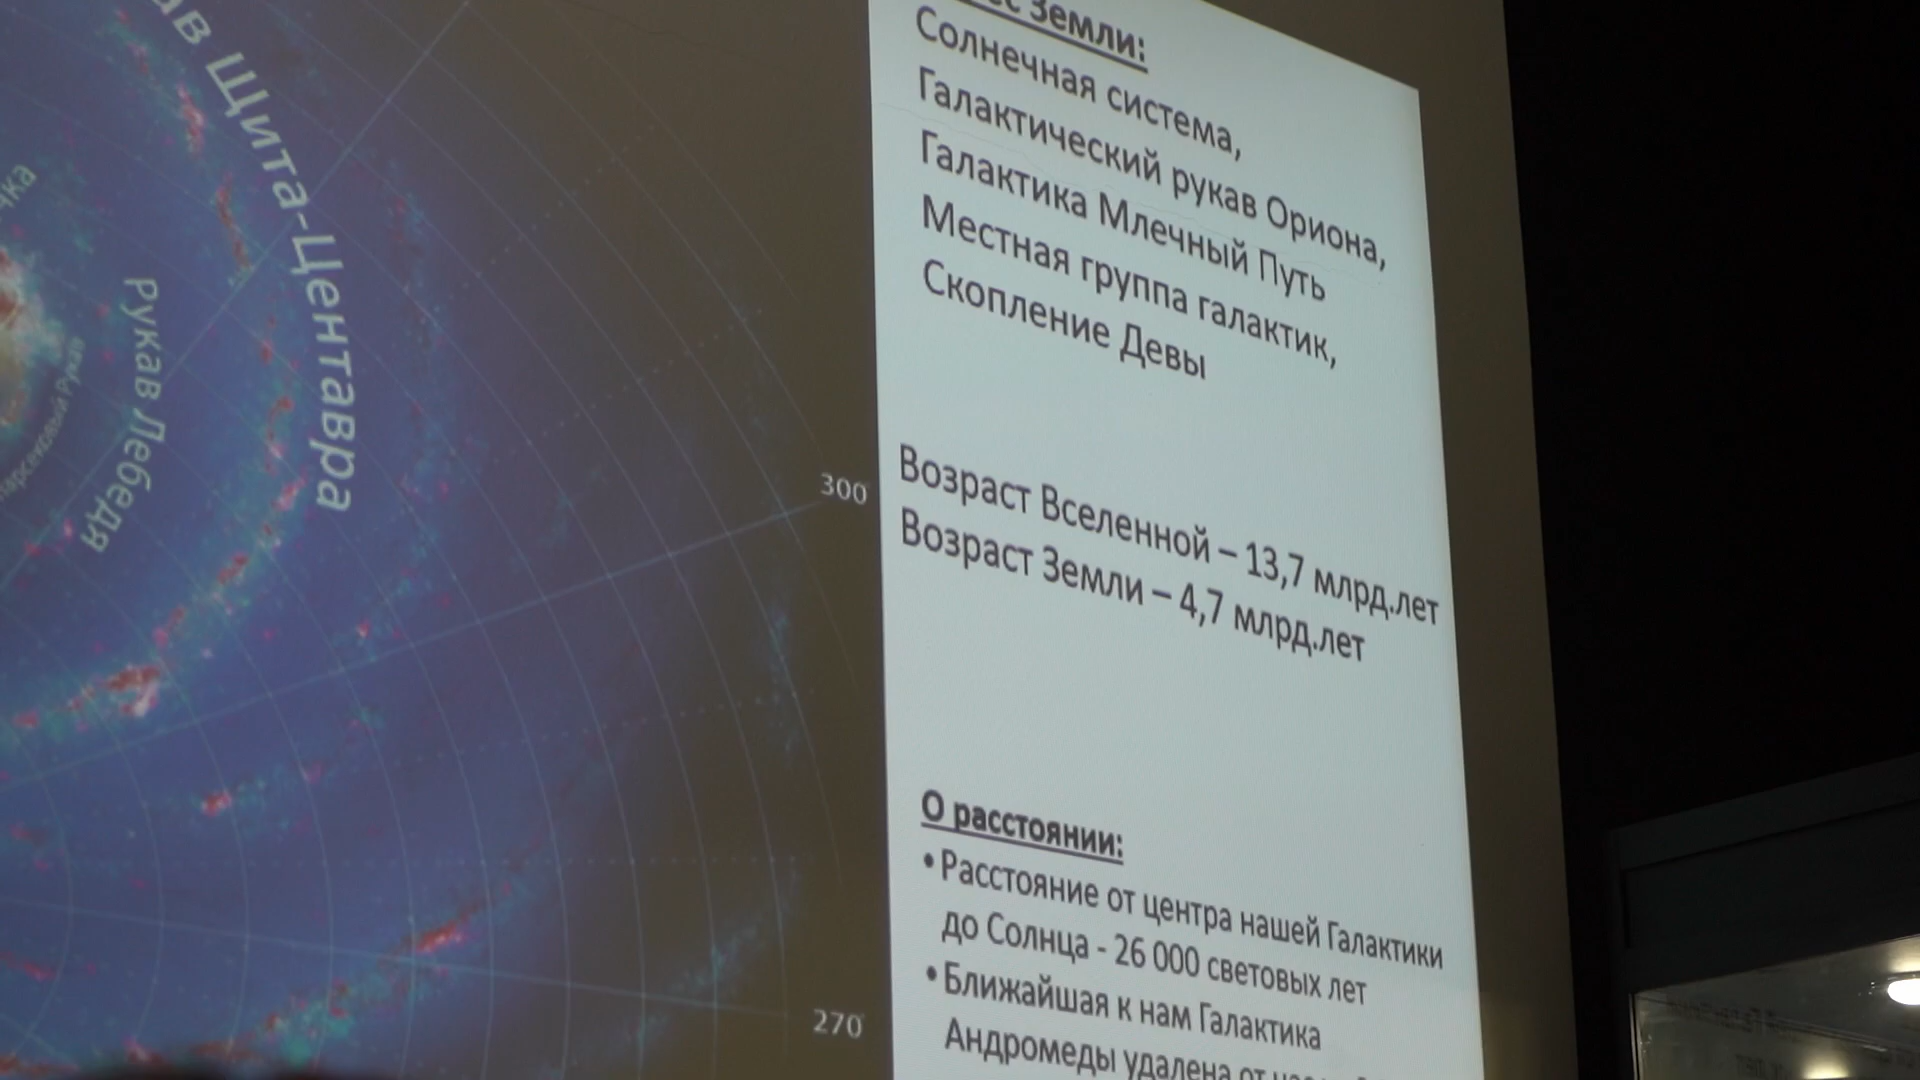 Щита-Центавра
Рукав Лебедя
300
270
Земли:
Солнечная система,
Галактический рукав Ориона,
Галактика Млечный Путь
Местная группа галактик,
Скопление Девы
Возраст Вселенной – 13,7 млрд.лет
Возраст Земли – 4,7 млрд.лет
О расстоянии:
• Расстояние от центра нашей Галактики
до Солнца - 26 000 световых лет
• Ближайшая к нам Галактика
Андромеды удалена от